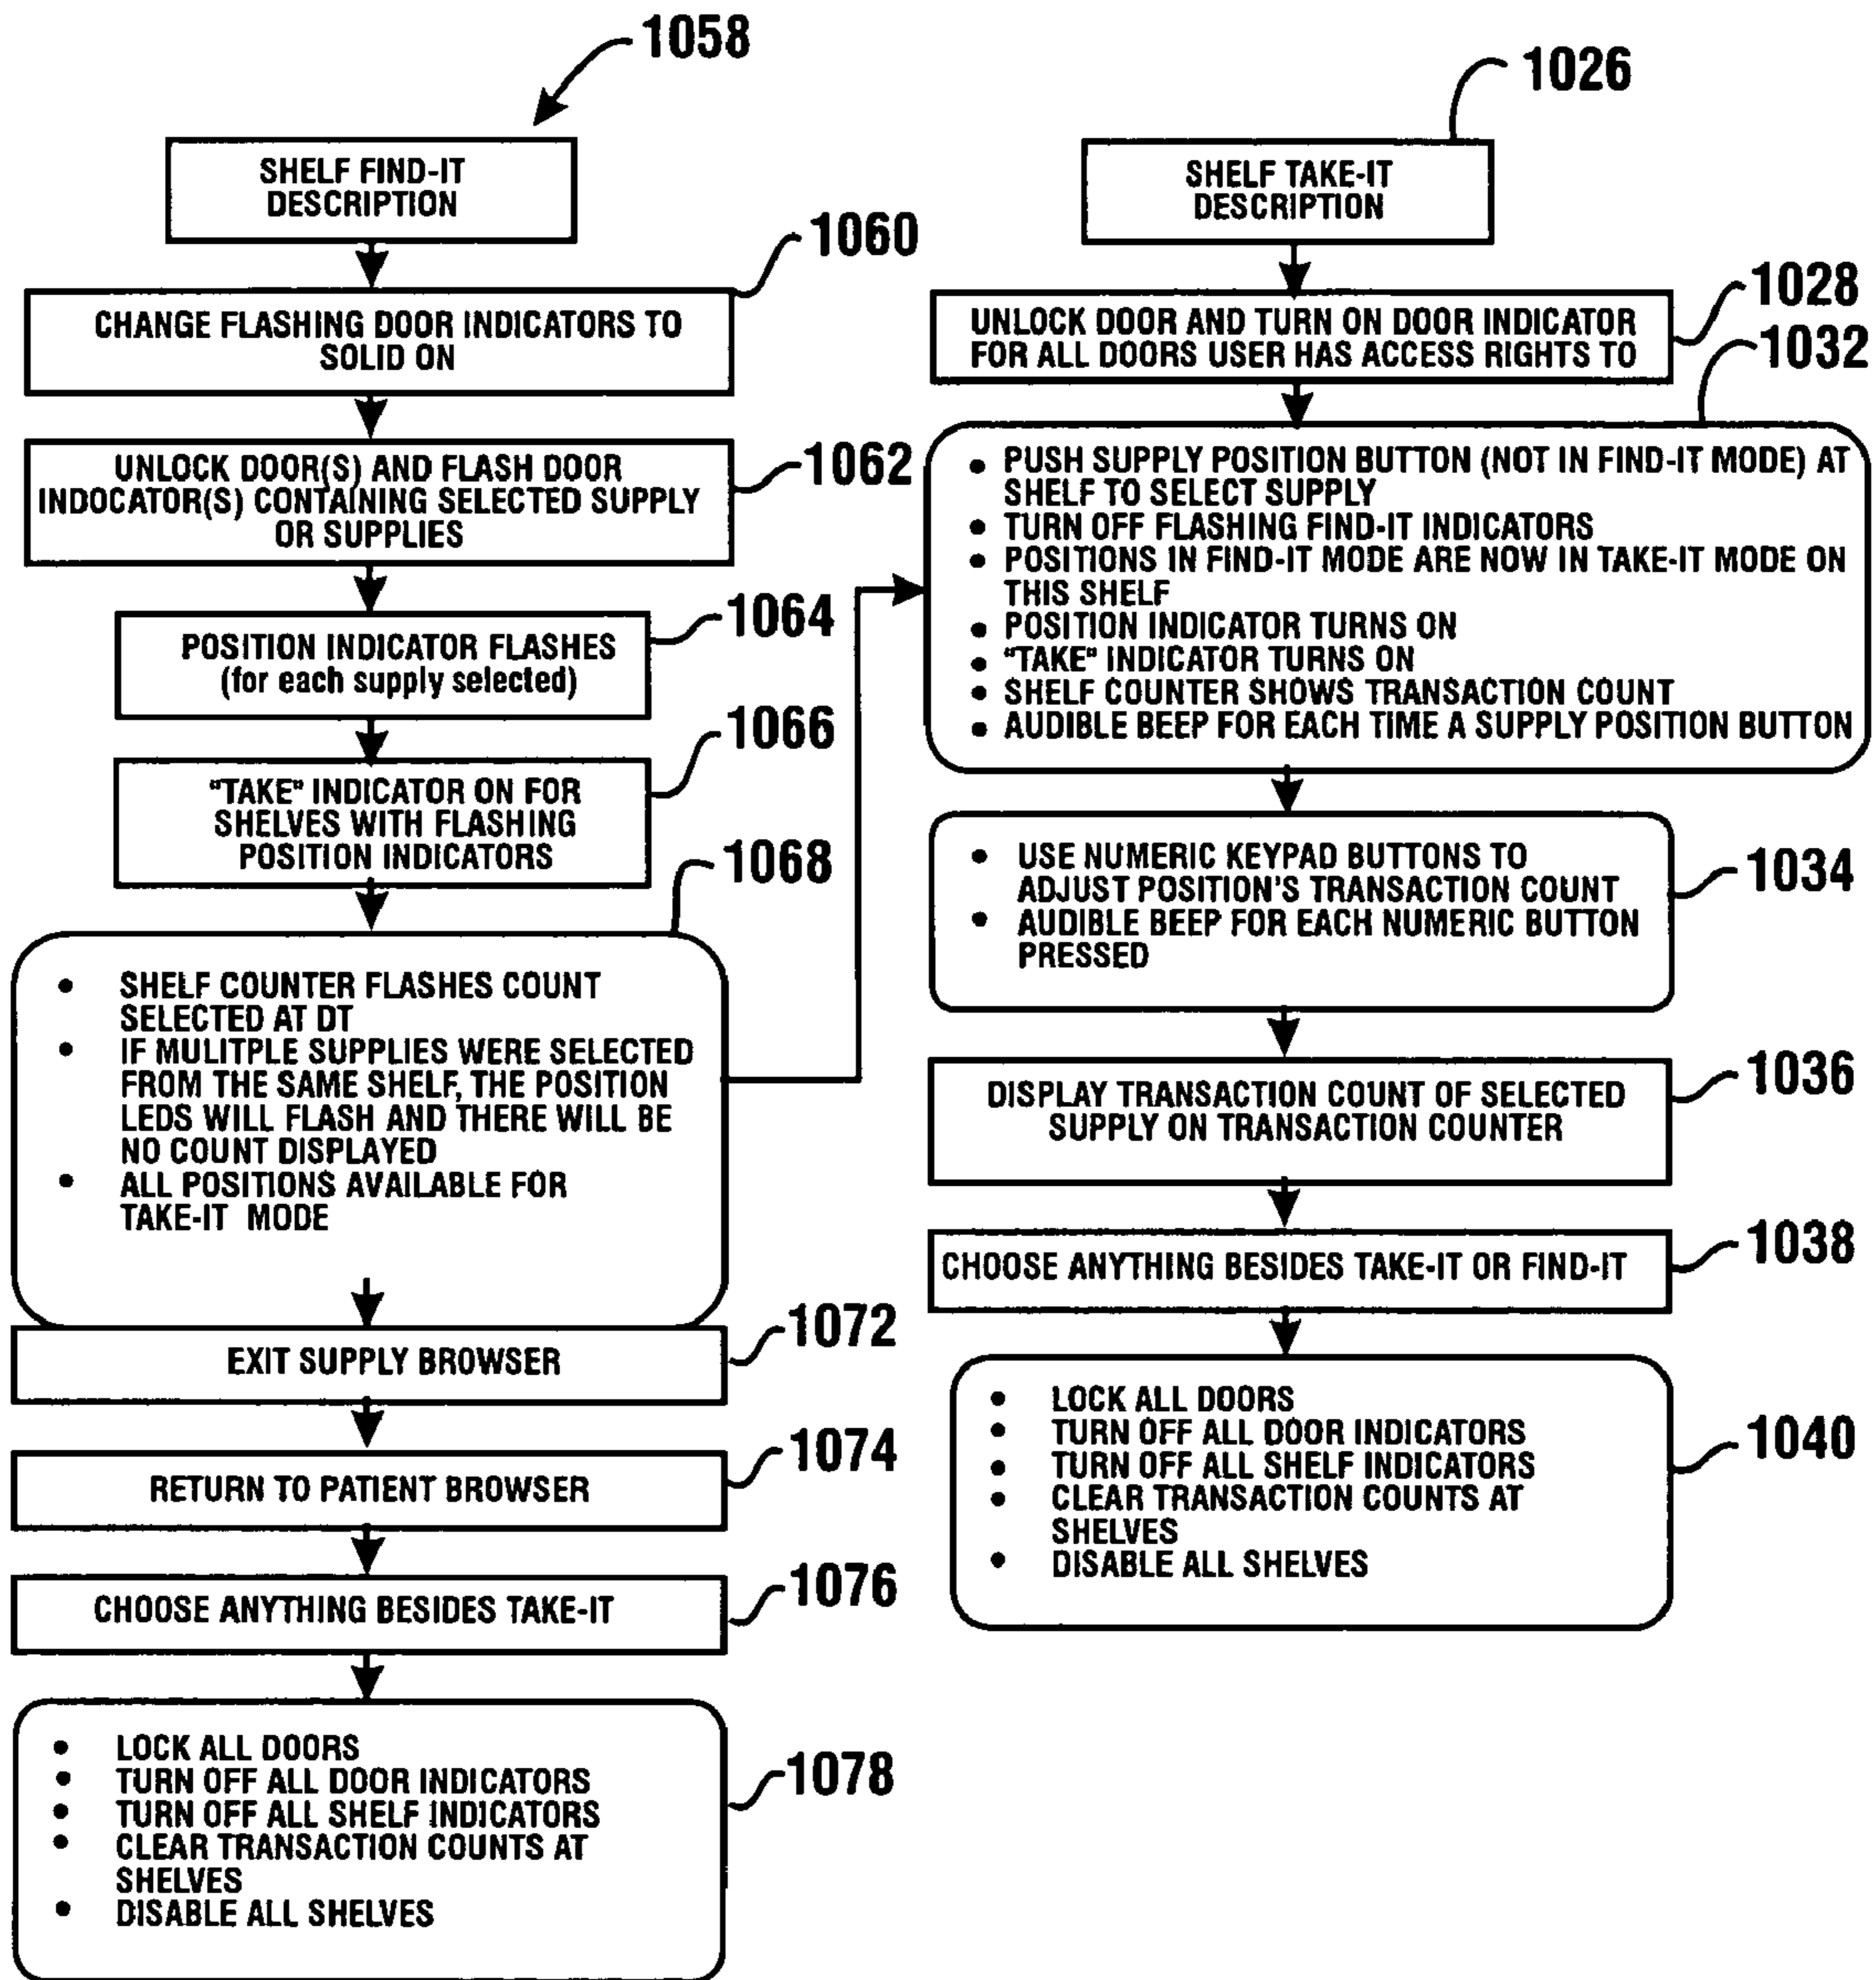 1058
SHELF FIND-IT
DESCRIPTION
1060
CHANGE FLASHING DOOR INDICATORS TO
SOLID ON
1062
UNLOCK DOOR(S) AND FLASH DOOR
INDOCATOR(S) CONTAINING SELECTED SUPPLY
OR SUPPLIES
1064
POSITION INDICATOR FLASHES
(for each supply selected)
1066
"TAKE" INDICATOR ON FOR
SHELVES WITH FLASHING
POSITION INDICATORS
1068
• SHELF COUNTER FLASHES COUNT
SELECTED AT DT
• IF MULITPLE SUPPLIES WERE SELECTED
FROM THE SAME SHELF, THE POSITION
LEDS WILL FLASH AND THERE WILL BE
NO COUNT DISPLAYED
• ALL POSITIONS AVAILABLE FOR
TAKE-IT MODE
1072
EXIT SUPPLY BROWSER
1074
RETURN TO PATIENT BROWSER
1076
CHOOSE ANYTHING BESIDES TAKE-IT
1078
• LOCK ALL DOORS
• TURN OFF ALL DOOR INDICATORS
• TURN OFF ALL SHELF INDICATORS
• CLEAR TRANSACTION COUNTS AT
SHELVES
• DISABLE ALL SHELVES
1026
SHELF TAKE-IT
DESCRIPTION
1028
UNLOCK DOOR AND TURN ON DOOR INDICATOR
FOR ALL DOORS USER HAS ACCESS RIGHTS TO
1032
• PUSH SUPPLY POSITION BUTTON (NOT IN FIND-IT MODE) AT
SHELF TO SELECT SUPPLY
• TURN OFF FLASHING FIND-IT INDICATORS
• POSITIONS IN FIND-IT MODE ARE NOW IN TAKE-IT MODE ON
THIS SHELF
• POSITION INDICATOR TURNS ON
• "TAKE" INDICATOR TURNS ON
• SHELF COUNTER SHOWS TRANSACTION COUNT
• AUDIBLE BEEP FOR EACH TIME A SUPPLY POSITION BUTTON
1034
• USE NUMERIC KEYPAD BUTTONS TO
ADJUST POSITION'S TRANSACTION COUNT
• AUDIBLE BEEP FOR EACH NUMERIC BUTTON
PRESSED
1036
DISPLAY TRANSACTION COUNT OF SELECTED
SUPPLY ON TRANSACTION COUNTER
1038
CHOOSE ANYTHING BESIDES TAKE-IT OR FIND-IT
1040
• LOCK ALL DOORS
• TURN OFF ALL DOOR INDICATORS
• TURN OFF ALL SHELF INDICATORS
• CLEAR TRANSACTION COUNTS AT
SHELVES
• DISABLE ALL SHELVES